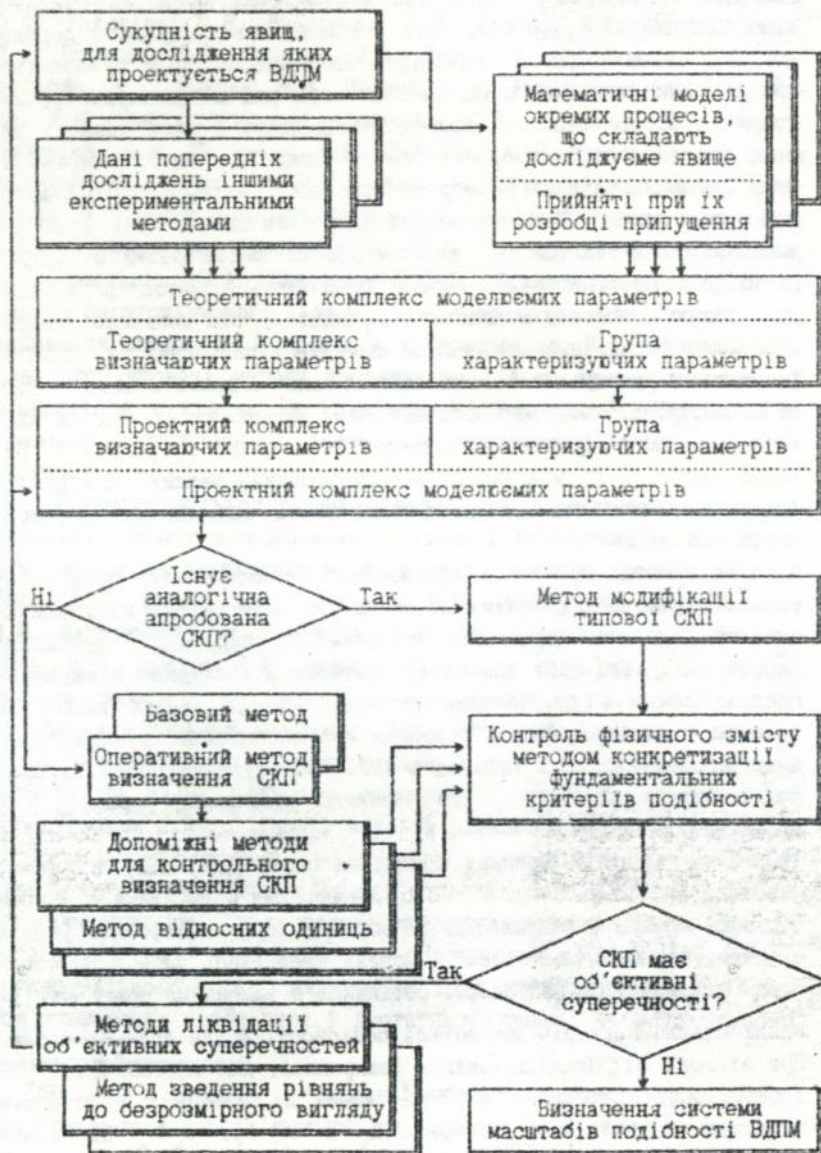 Сукупність явищ,
для дослідження яких
проектується ВДПМ
Математичні моделі
окремих процесів,
що складають
досліджуєме явище
Прийняті при їх
розробці припущення
Дані попередніх
досліджень іншими
експериментальними
методами
Теоретичний комплекс моделюємих параметрів
Теоретичний комплекс
визначаючих параметрів
Група
характеризуючих параметрів
Проектний комплекс
визначаючих параметрів
Група
характеризуючих параметрів
Проектний комплекс моделюємих параметрів
Існує
аналогічна
апробована
СКП?
Ні
Так
Метод модифікації
типової СКП
Базовий метод
Оперативний метод
визначення СКП
Контроль фізичного змісту
методом конкретизації
фундаментальних
критеріїв подібності
Допоміжні методи
для контрольного
визначення СКП
Метод відносних одиниць
Так
СКП має
об'єктивні
суперечності?
Ні
Методи ліквідації
об'єктивних суперечностей
Метод зведення рівнянь
до безрозмірного вигляду
Визначення системи
масштабів подібності ВДПМ